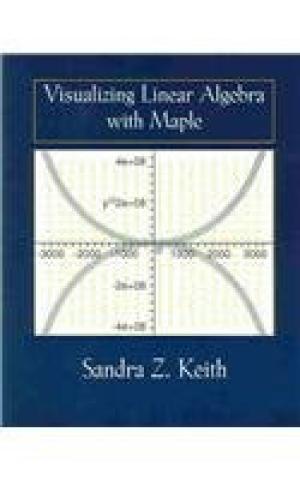 Visualizing Linear Algebra
with Maple
4e+08
y^2e+08
-3000 -2000 -1000 1000 2000 3000
-2e+08
-4e+08
Sandra Z. Keith